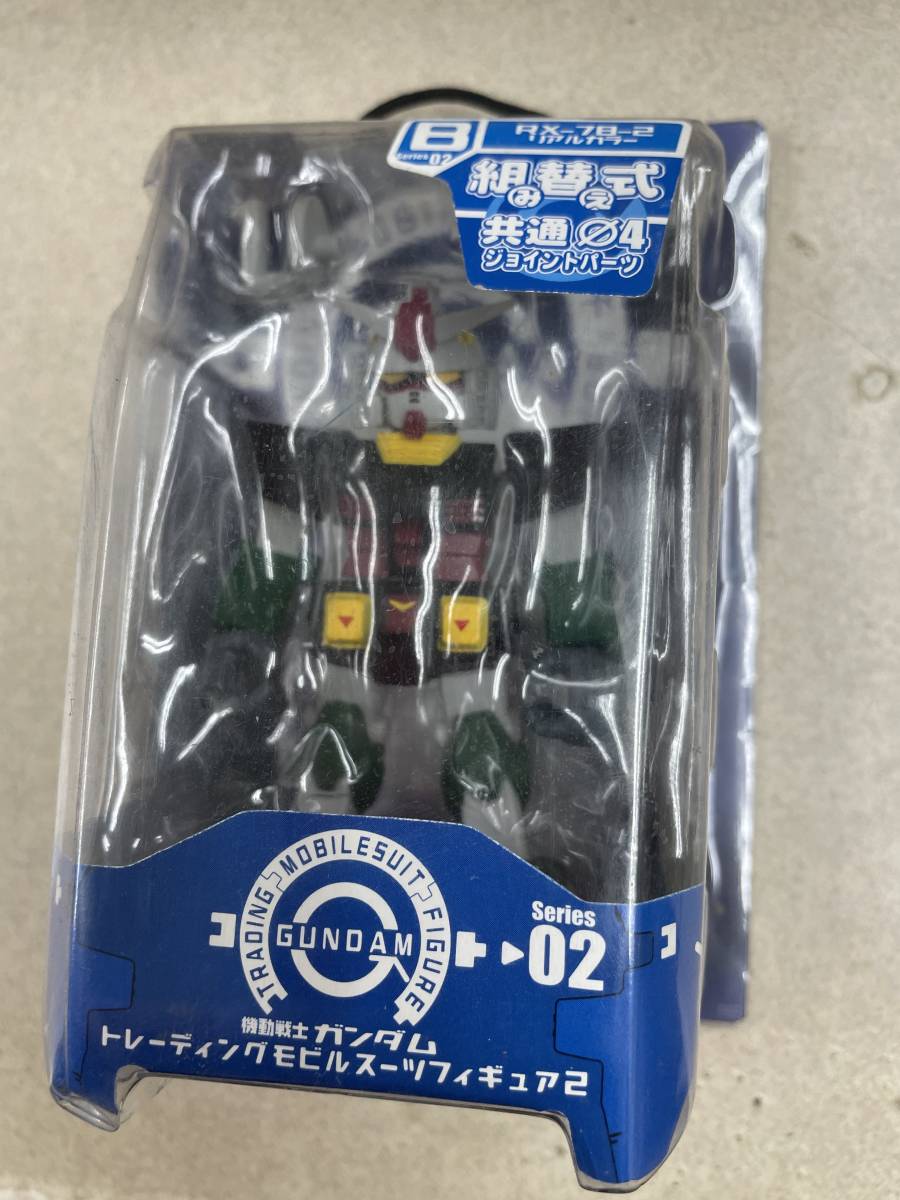 B
Series 02
RX-78-2
リアルカラー
組み替え式
共通 Ø4
ジョイントパーツ
TRADING MOBILESUIT FIGURE
GUNDAM
Series
02
機動戦士ガンダム
トレーディングモビルスーツフィギュア2